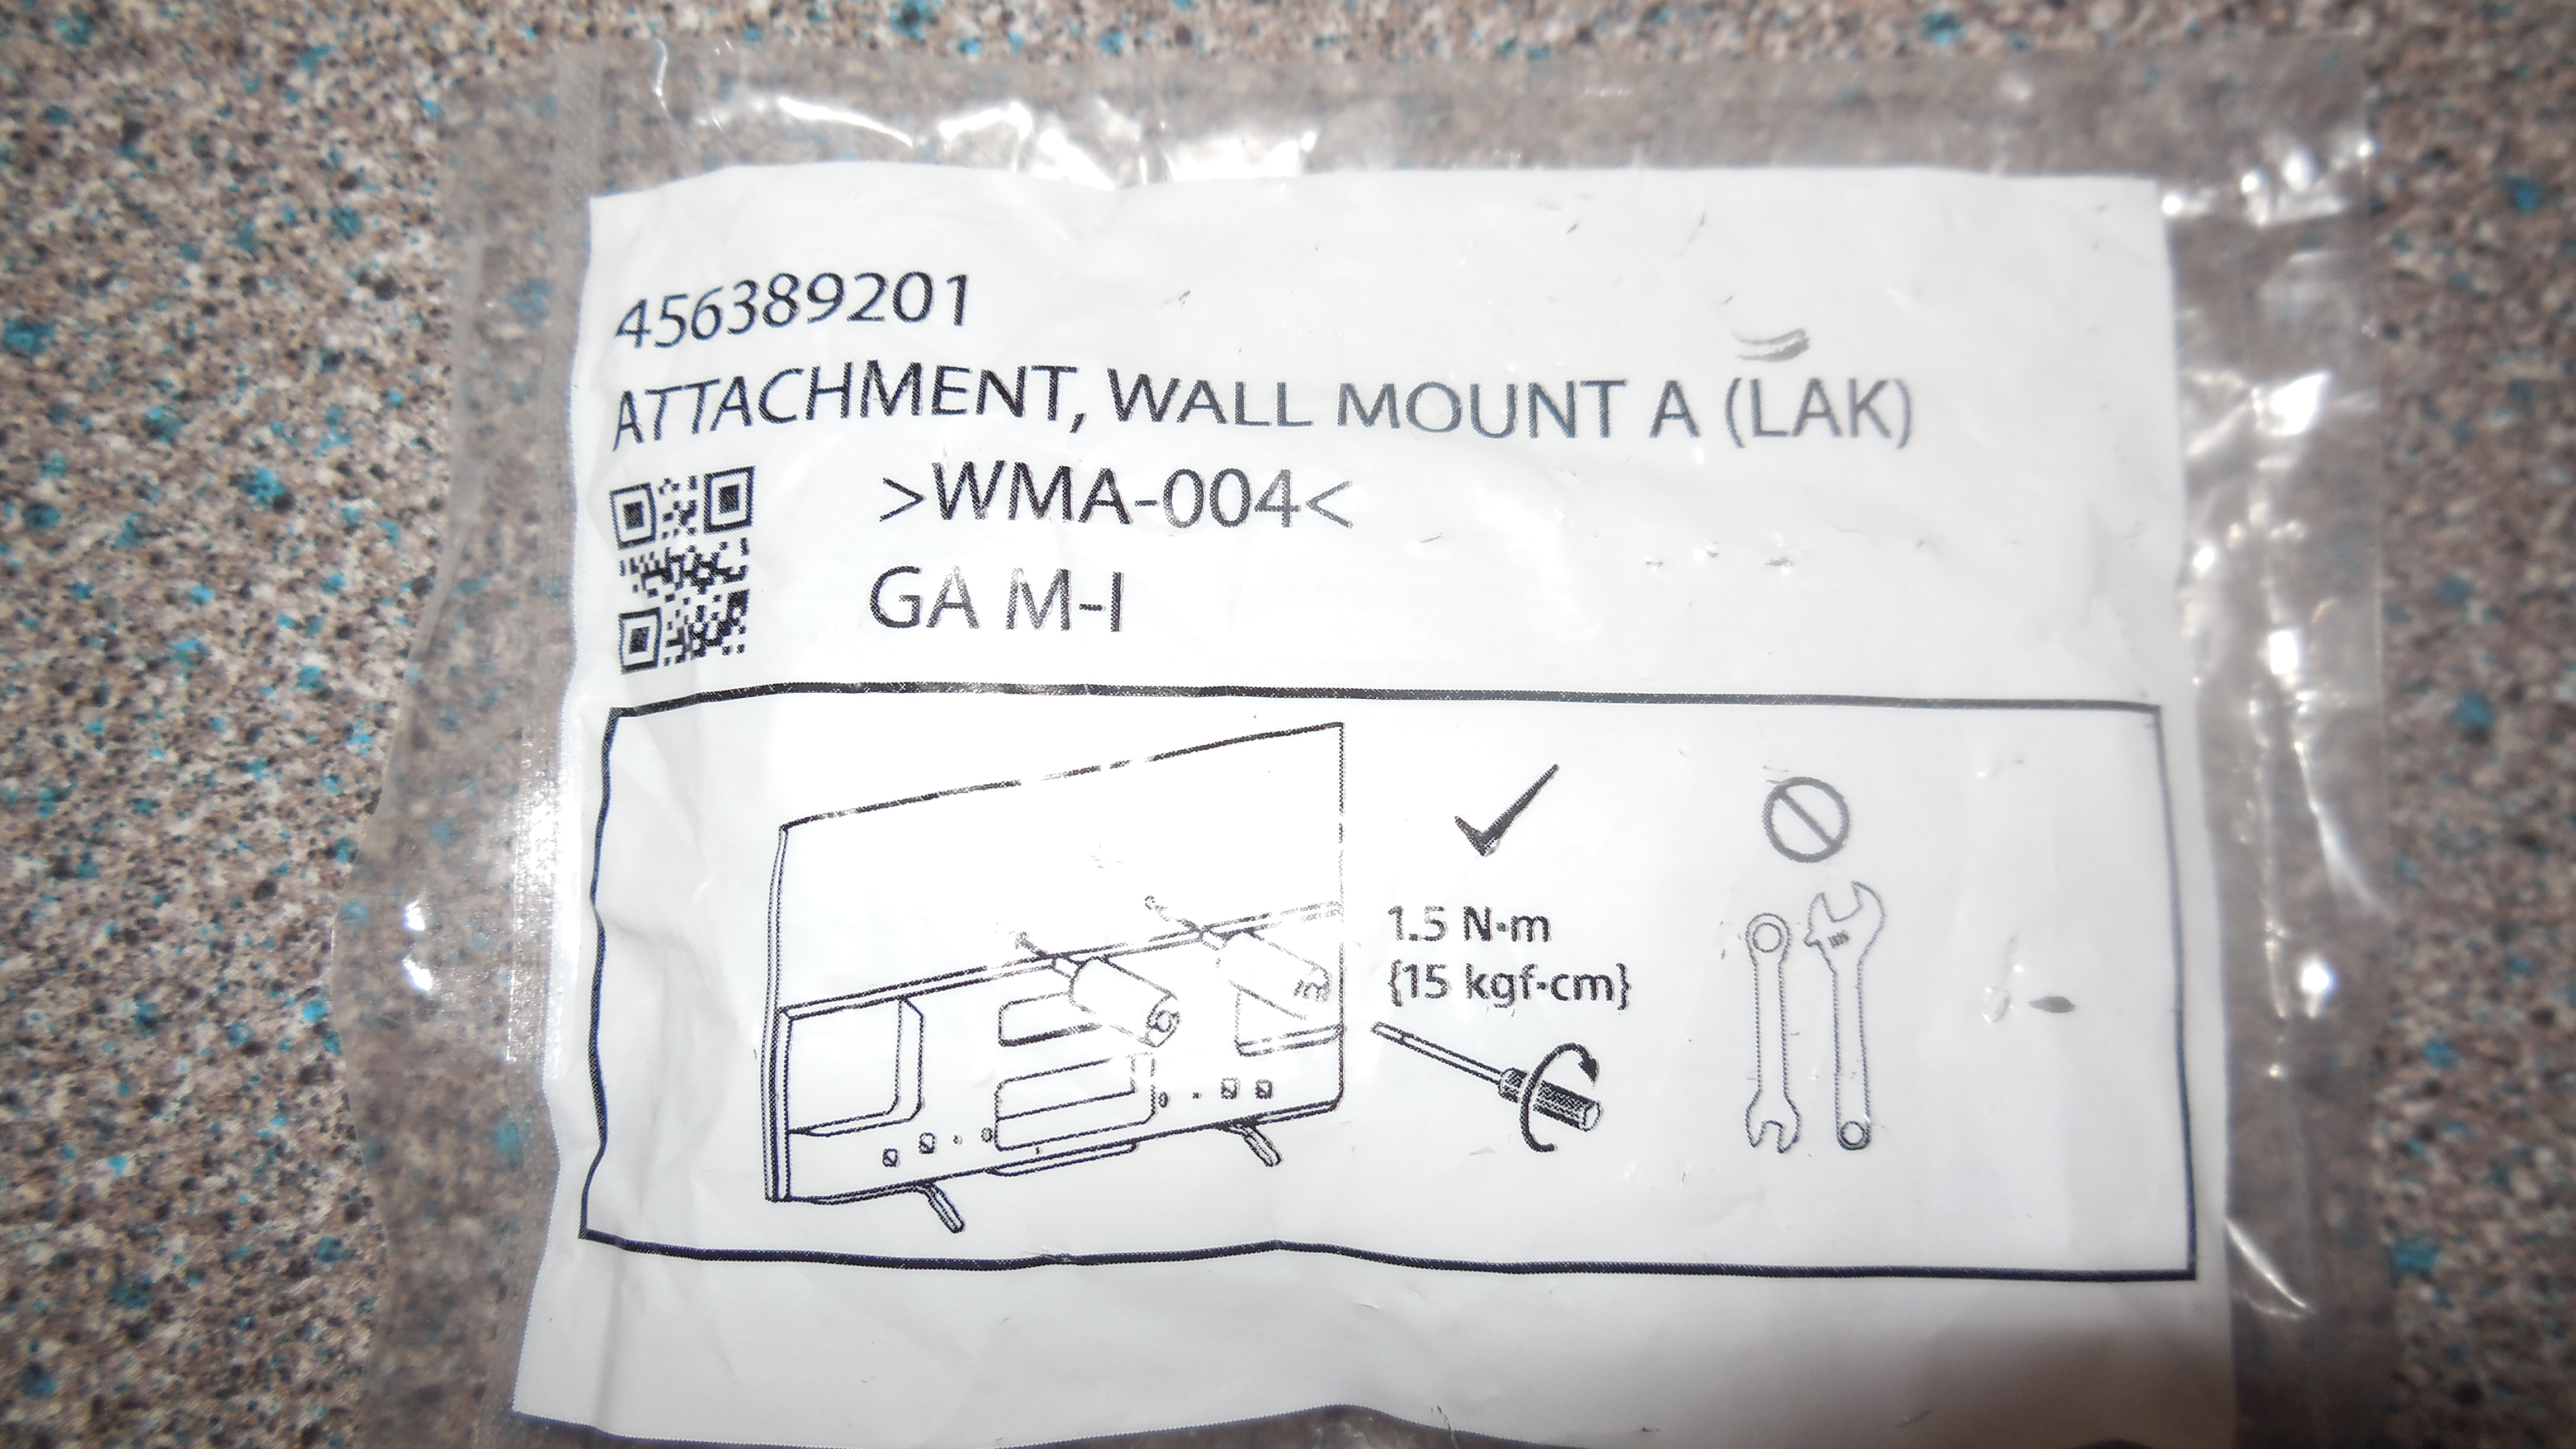 456389201
ATTACHMENT, WALL MOUNT A (LAK)
>WMA-004<
GA M-I
1.5 N·m
{15 kgf·cm}